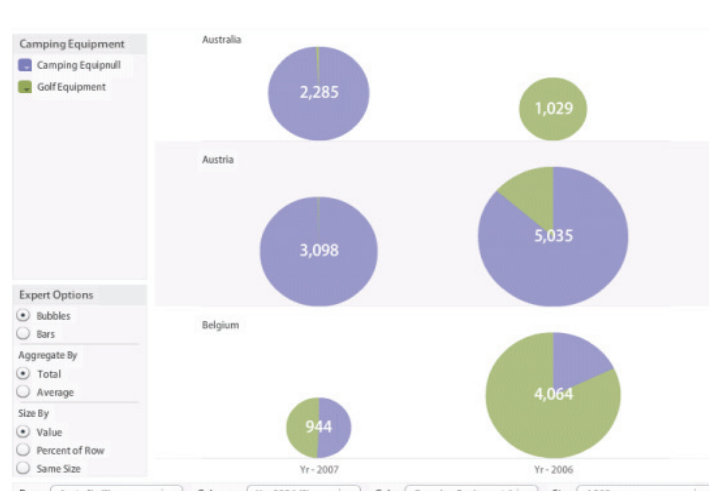 Camping Equipment
Camping Equipnull
Golf Equipment
Expert Options
Bubbles
Bars
Aggregate By
Total
Average
Size By
Value
Percent of Row
Same Size
Australia
2,285
1,029
Austria
3,098
5,035
Belgium
944
4,064
Yr - 2007
Yr - 2006